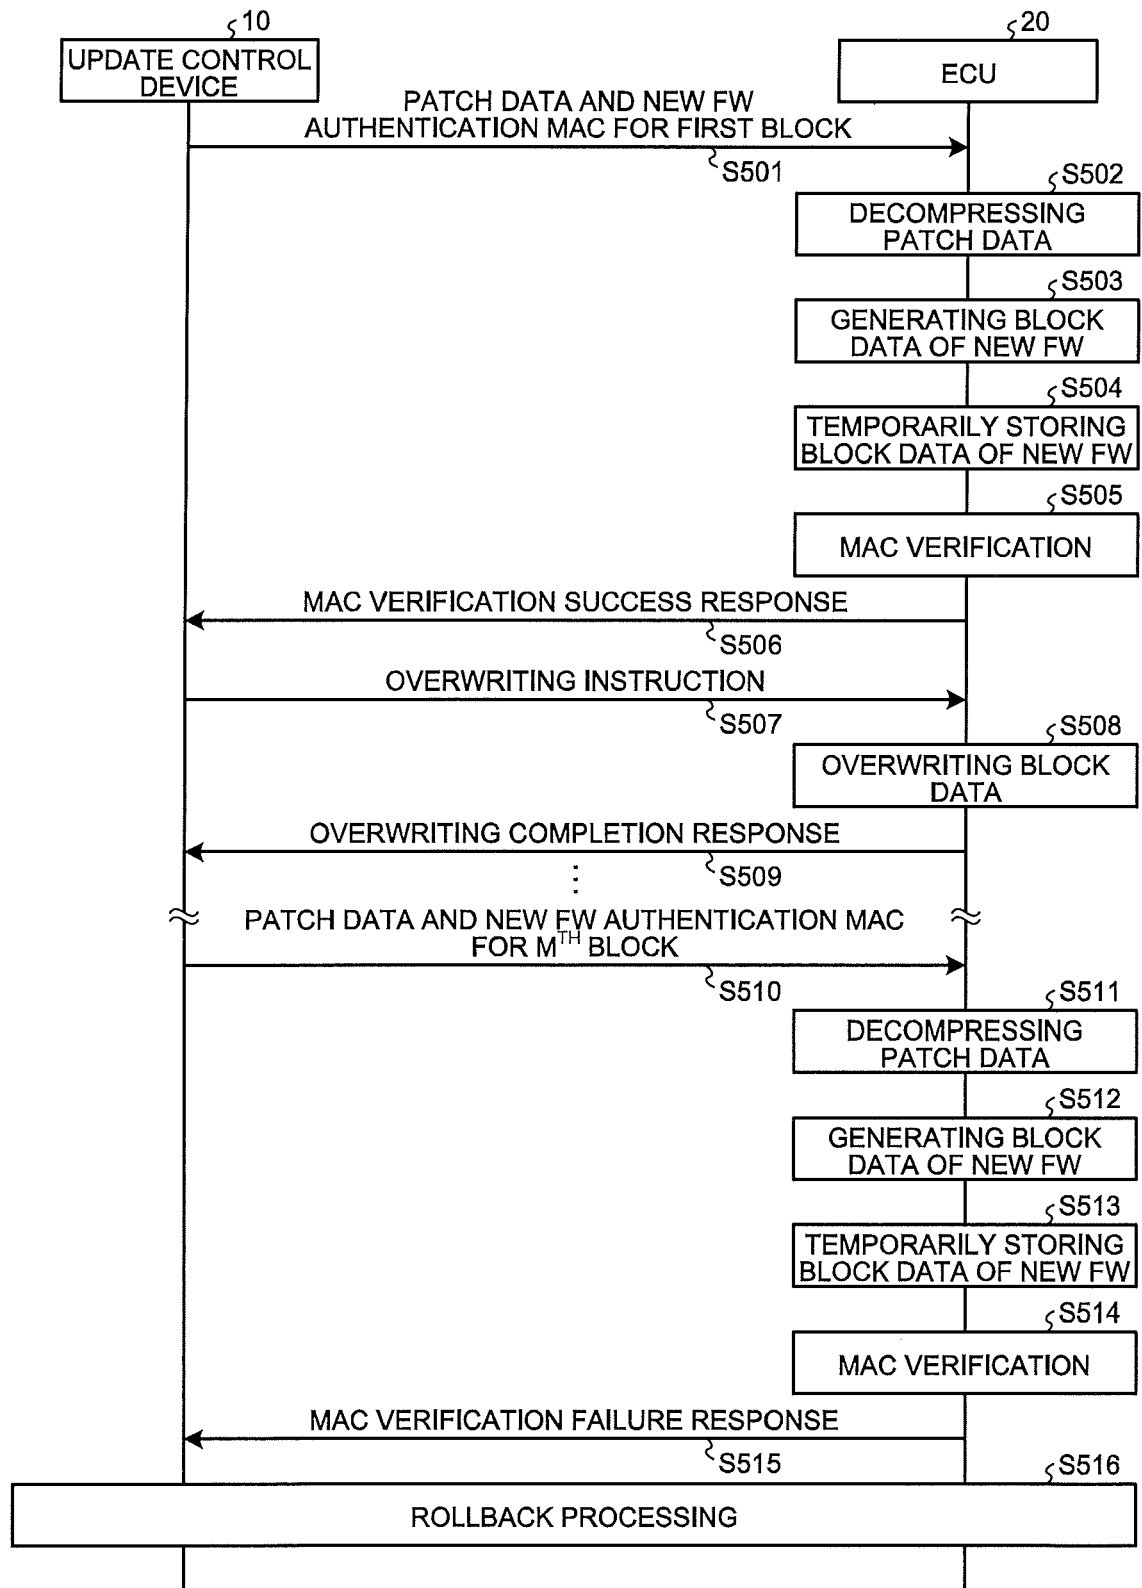 10
UPDATE CONTROL
DEVICE
20
ECU
PATCH DATA AND NEW FW
AUTHENTICATION MAC FOR FIRST BLOCK
S501
S502
DECOMPRESSING
PATCH DATA
S503
GENERATING BLOCK
DATA OF NEW FW
S504
TEMPORARILY STORING
BLOCK DATA OF NEW FW
S505
MAC VERIFICATION
MAC VERIFICATION SUCCESS RESPONSE
S506
OVERWRITING INSTRUCTION
S507
S508
OVERWRITING BLOCK
DATA
OVERWRITING COMPLETION RESPONSE
S509
⋮
PATCH DATA AND NEW FW AUTHENTICATION MAC
FOR M^TH BLOCK
S510
S511
DECOMPRESSING
PATCH DATA
S512
GENERATING BLOCK
DATA OF NEW FW
S513
TEMPORARILY STORING
BLOCK DATA OF NEW FW
S514
MAC VERIFICATION
MAC VERIFICATION FAILURE RESPONSE
S515
S516
ROLLBACK PROCESSING